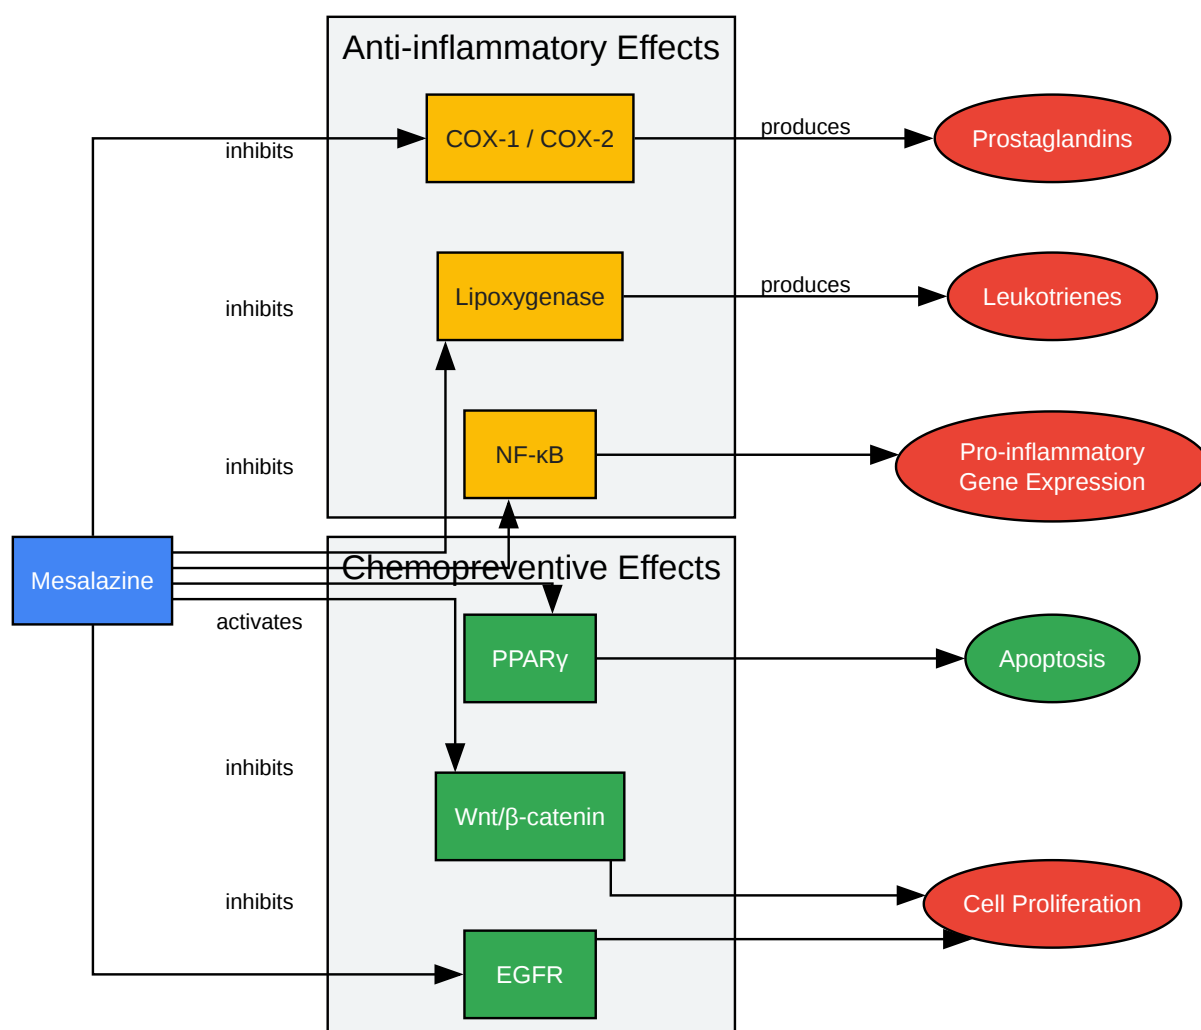 Anti-inflammatory Effects
inhibits
COX-1 / COX-2
produces
Prostaglandins
inhibits
Lipoxygenase
produces
Leukotrienes
inhibits
NF-κB
Pro-inflammatory
Gene Expression
Mesalazine
Chemopreventive Effects
activates
PPARγ
Apoptosis
inhibits
Wnt/β-catenin
inhibits
Cell Proliferation
EGFR